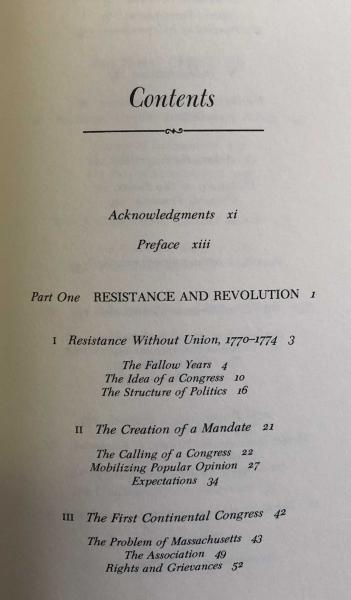 Contents
Acknowledgments xi
Preface xiii
Part One RESISTANCE AND REVOLUTION 1
I Resistance Without Union, 1770–1774 3
The Fallow Years 4
The Idea of a Congress 10
The Structure of Politics 16
II The Creation of a Mandate 21
The Calling of a Congress 22
Mobilizing Popular Opinion 27
Expectations 34
III The First Continental Congress 42
The Problem of Massachusetts 43
The Association 49
Rights and Grievances 52